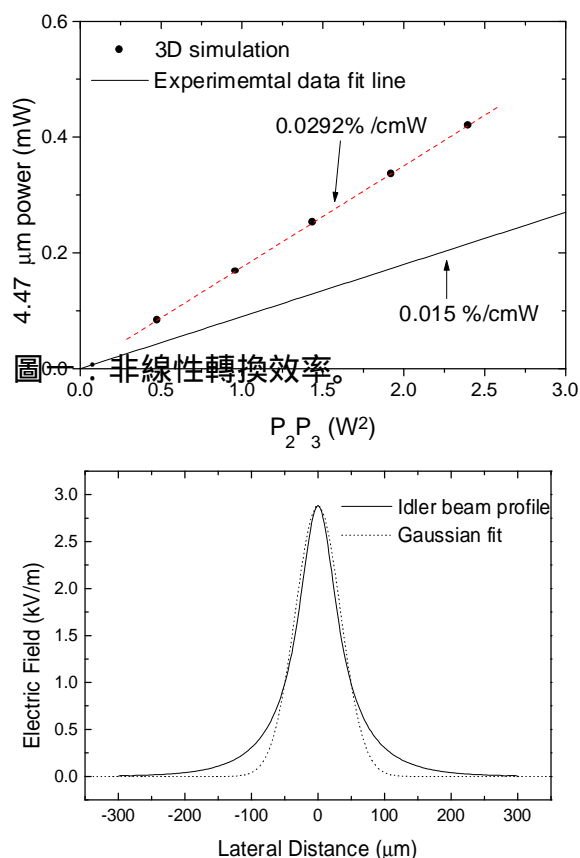 0.6
3D simulation
Experimemtal data fit line
0.0292% /cmW
0.4
4.47 μm power (mW)
0.2
0.015 %/cmW
0.0
圖一. 非線性轉換效率。
0.0 0.5 1.0 1.5 2.0 2.5 3.0
P₂P₃ (W²)
3.0
Idler beam profile
Gaussian fit
2.5
2.0
1.5
1.0
0.5
0.0
Electric Field (kV/m)
-300 -200 -100 0 100 200 300
Lateral Distance (μm)